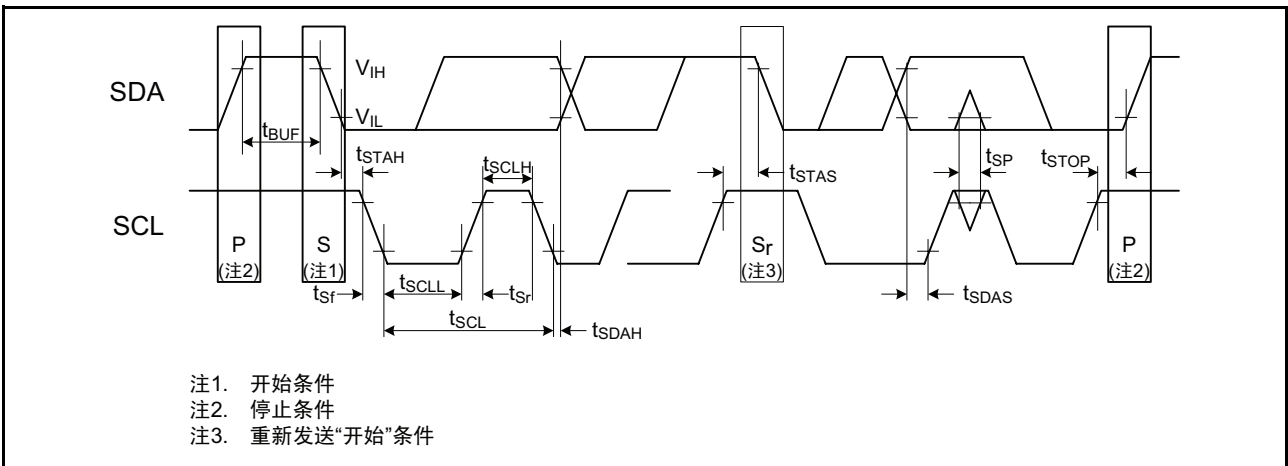 SDA
VIH
VIL
tBUF
tSTAH
tSCLH
tSTAS
tSP
tSTOP
SCL
P
(注2)
S
(注1)
Sr
(注3)
P
(注2)
tSf
tSCLL
tSr
tSDAS
tSCL
tSDAH
注1. 开始条件
注2. 停止条件
注3. 重新发送“开始”条件